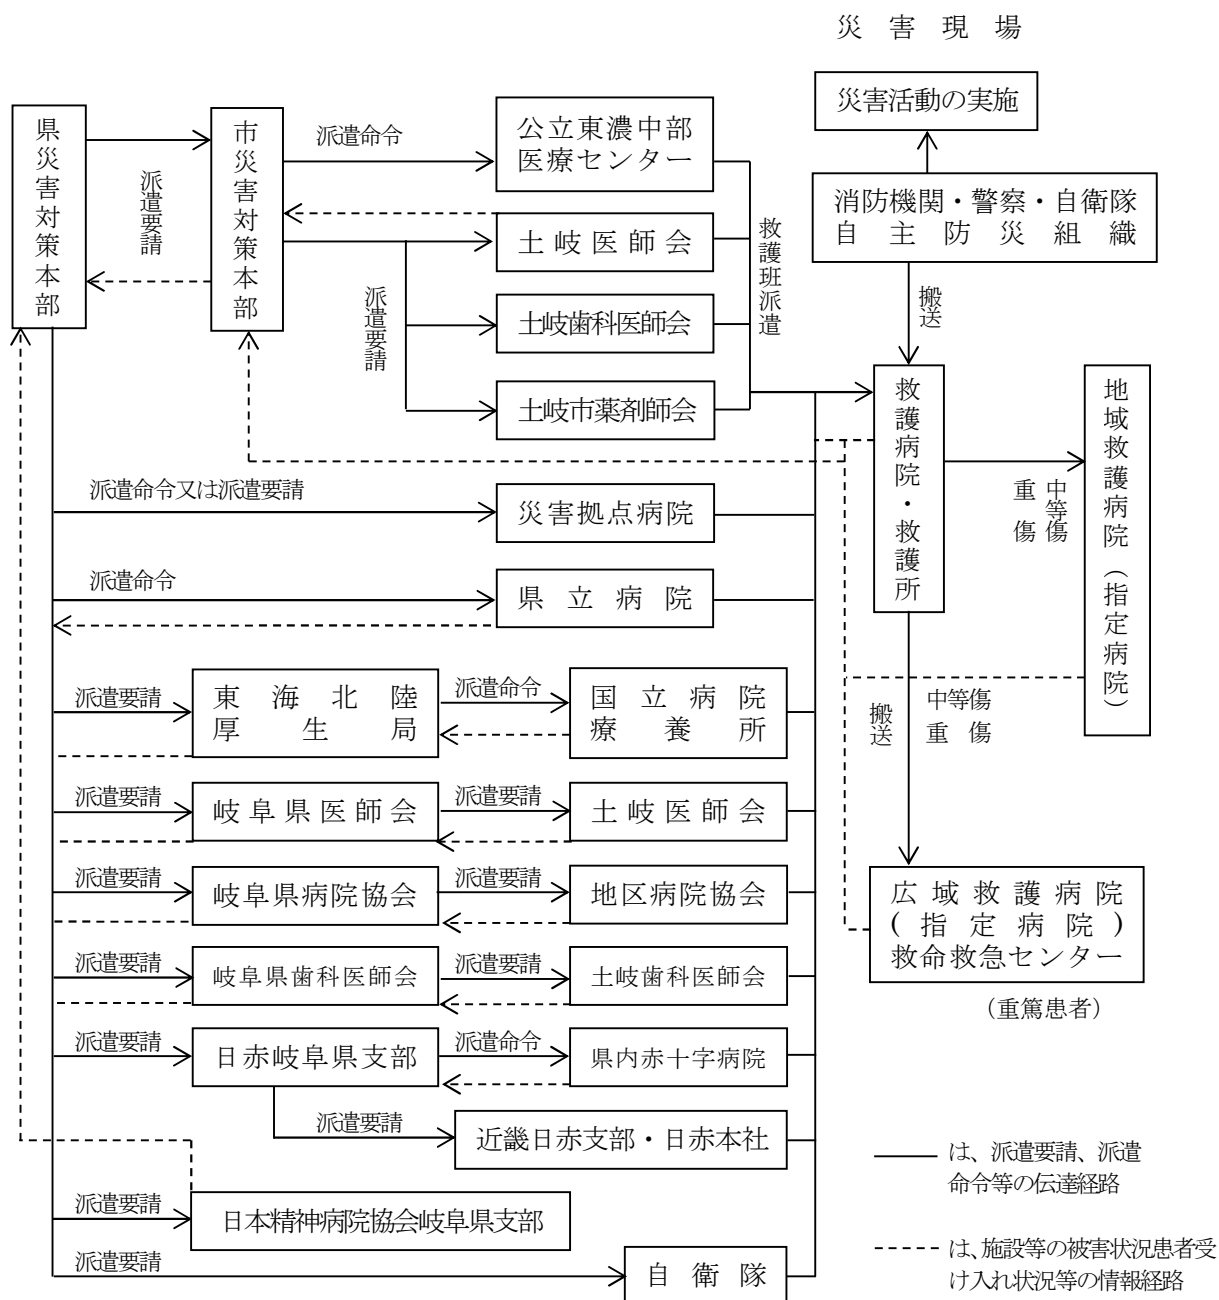 災害現場
災害活動の実施
消防機関・警察・自衛隊
自主防災組織
搬送
県災害対策本部
派遣要請
市災害対策本部
派遣命令
公立東濃中部
医療センター
土岐医師会
派遣要請
土岐歯科医師会
土岐市薬剤師会
救護班派遣
救護病院・救護所
中等傷
重傷
地域救護病院（指定病院）
派遣命令又は派遣要請
災害拠点病院
派遣命令
県立病院
派遣要請
東海北陸
厚生局
派遣命令
国立病院
療養所
搬送
中等傷
重傷
派遣要請
岐阜県医師会
派遣要請
土岐医師会
派遣要請
岐阜県病院協会
派遣要請
地区病院協会
広域救護病院
(指定病院)
救命救急センター
（重篤患者）
派遣要請
岐阜県歯科医師会
派遣要請
土岐歯科医師会
派遣要請
日赤岐阜県支部
派遣命令
県内赤十字病院
派遣要請
近畿日赤支部・日赤本社
派遣要請
日本精神病院協会岐阜県支部
派遣要請
自衛隊
は、派遣要請、派遣
命令等の伝達経路
は、施設等の被害状況患者受
け入れ状況等の情報経路